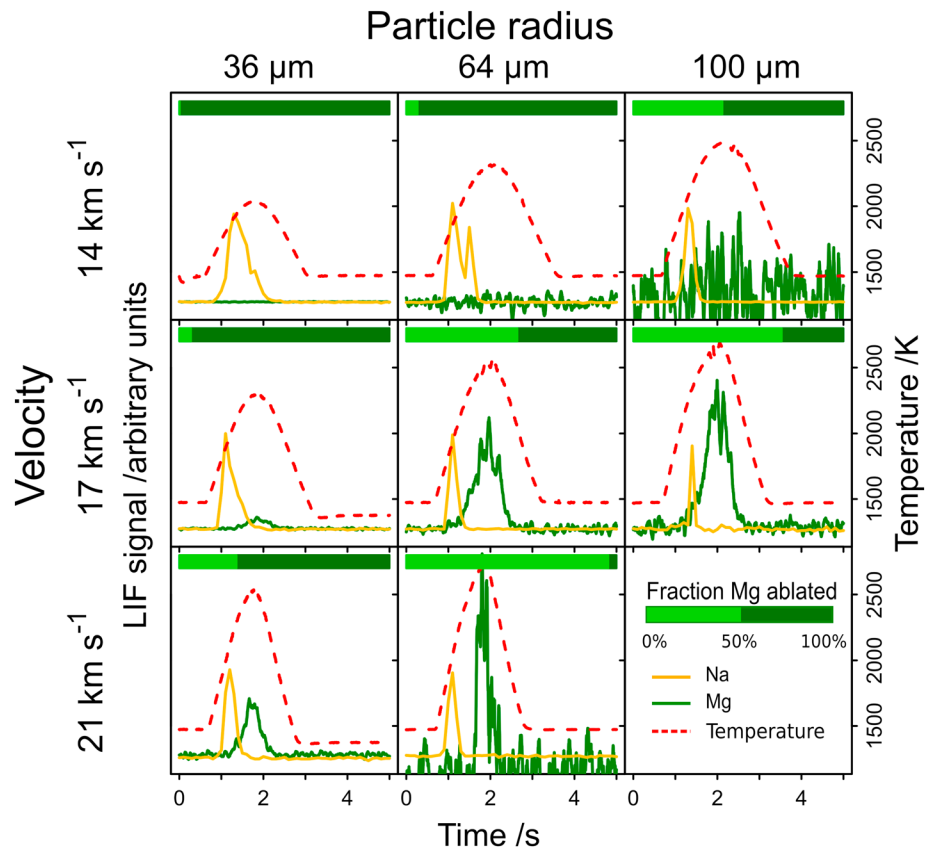 Particle radius
36 µm 64 µm 100 µm
Velocity
14 km s⁻¹
17 km s⁻¹
21 km s⁻¹
LIF signal /arbitrary units
Temperature /K
2500
2000
1500
2500
2000
1500
2500
2000
1500
Fraction Mg ablated
0% 50% 100%
Na
Mg
Temperature
0 2 4 0 2 4 0 2 4
Time /s